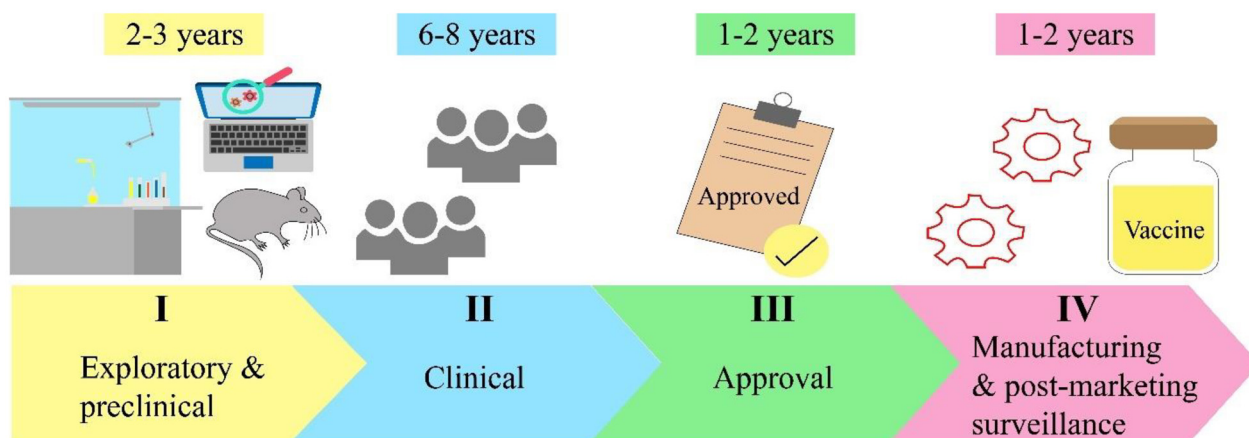 2-3 years
6-8 years
1-2 years
1-2 years
Approved
Vaccine
I
Exploratory &
preclinical
II
Clinical
III
Approval
IV
Manufacturing
& post-marketing
surveillance